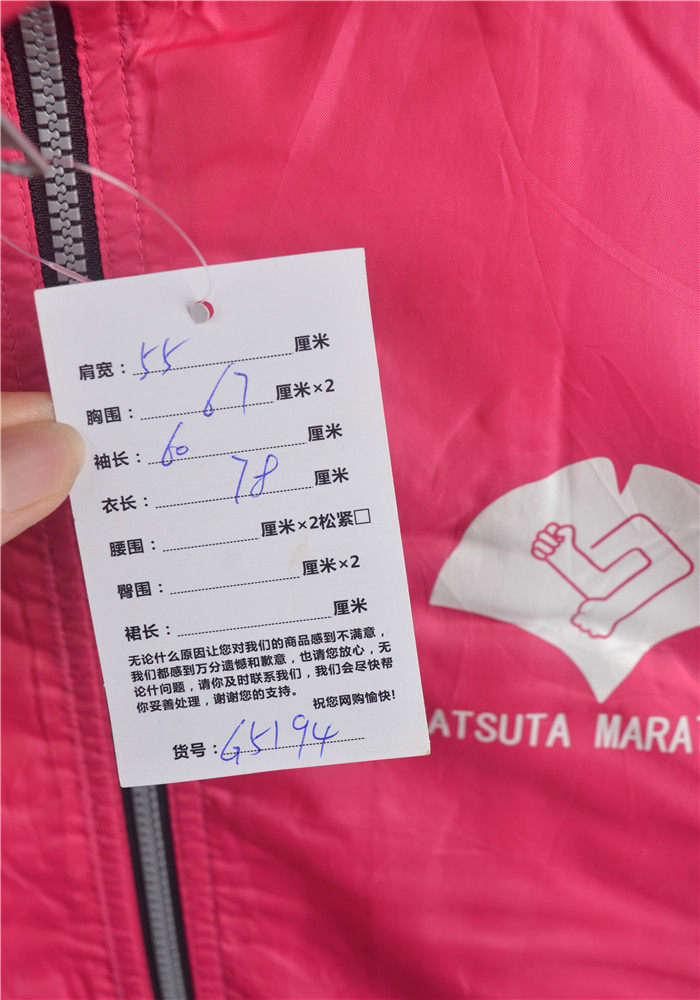 肩宽：55厘米
胸围：67厘米×2
袖长：60厘米
衣长：78厘米
腰围：厘米×2松紧□
臀围：厘米×2
裙长：厘米
无论什么原因让您对我们的商品感到不满意，
我们都感到万分遗憾和歉意，也请您放心，无
论什问题，请你及时联系我们，我们会尽快帮
你妥善处理，谢谢您的支持。
祝您网购愉快!
货号：G5194
ATSUTA MARA